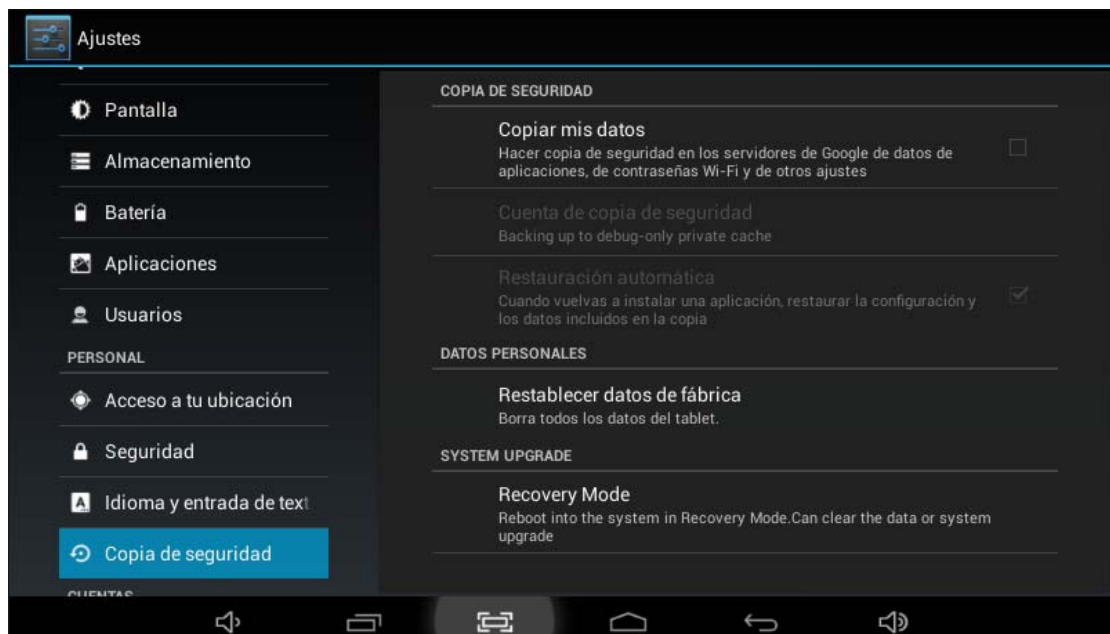 Ajustes
Pantalla
Almacenamiento
Batería
Aplicaciones
Usuarios
PERSONAL
Acceso a tu ubicación
Seguridad
Idioma y entrada de text
Copia de seguridad
CUENTAS
COPIA DE SEGURIDAD
Copiar mis datos
Hacer copia de seguridad en los servidores de Google de datos de
aplicaciones, de contraseñas Wi-Fi y de otros ajustes
Cuenta de copia de seguridad
Backing up to debug-only private cache
Restauración automática
Cuando vuelvas a instalar una aplicación, restaurar la configuración y
los datos incluidos en la copia
DATOS PERSONALES
Restablecer datos de fábrica
Borra todos los datos del tablet.
SYSTEM UPGRADE
Recovery Mode
Reboot into the system in Recovery Mode.Can clear the data or system
upgrade